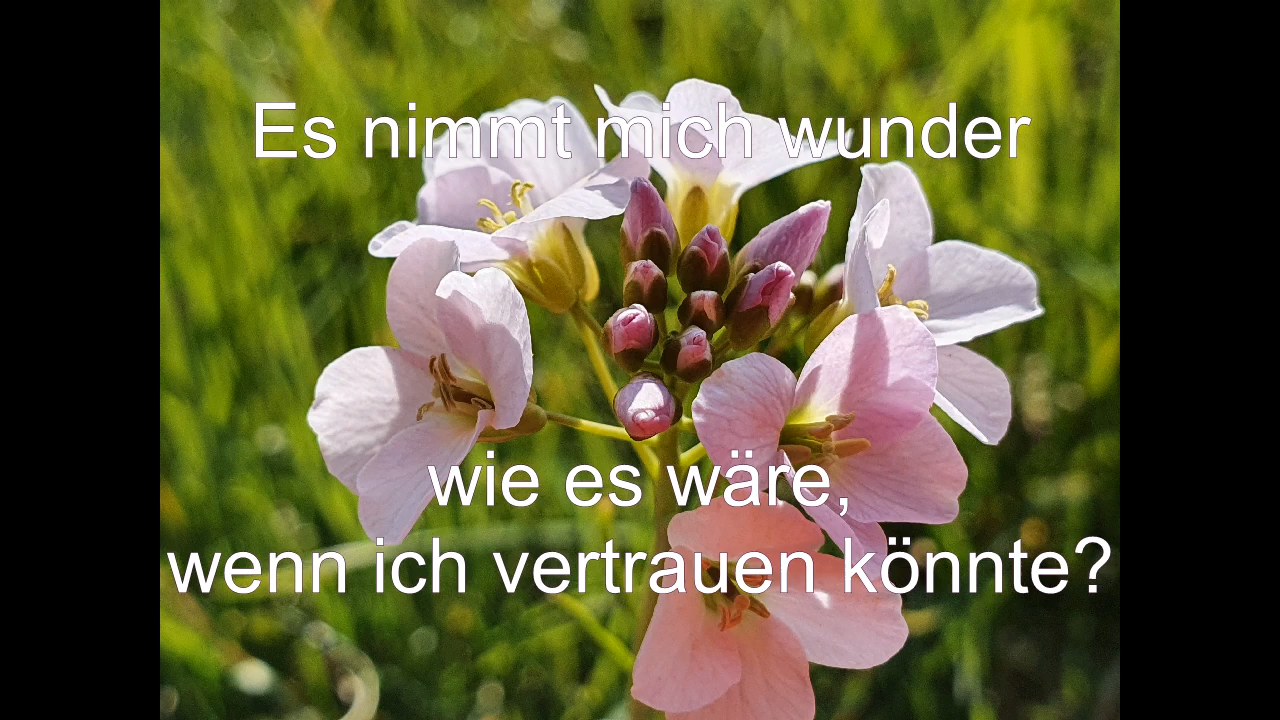 Es nimmt mich wunder
wie es wäre,
wenn ich vertrauen könnte?